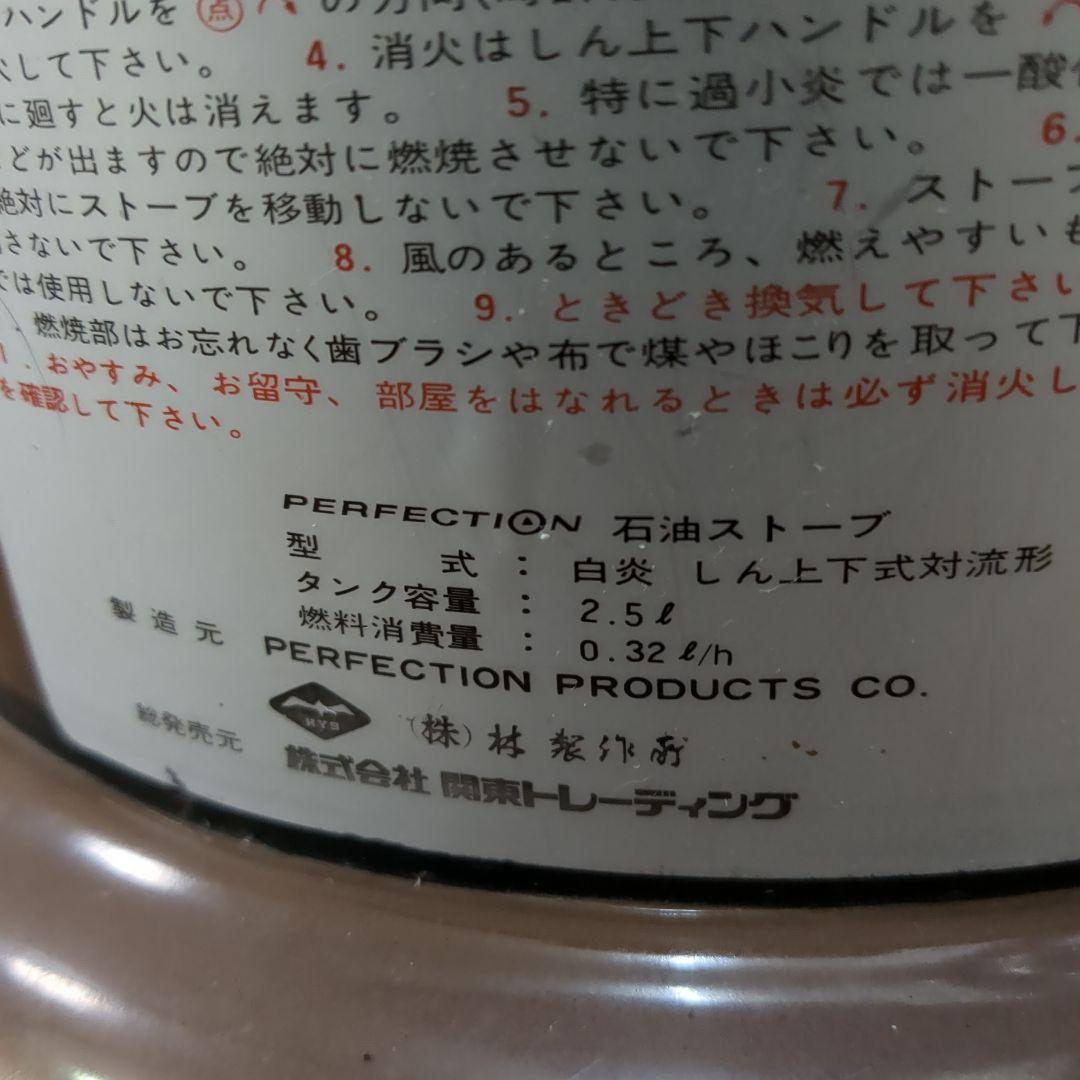 ハンドルを 点 の方向
して下さい。 4. 消火はしん上下ハンドルを
に廻すと火は消えます。 5. 特に過小炎では一酸
どが出ますので絶対に燃焼させないで下さい。 6.
絶対にストーブを移動しないで下さい。 7. ストーブ
さないで下さい。 8. 風のあるところ、燃えやすいも
では使用しないで下さい。 9. ときどき換気して下さい
燃焼部はお忘れなく歯ブラシや布で煤やほこりを取って下
1. おやすみ、お留守、部屋をはなれるときは必ず消火し
を確認して下さい。
PERFECTION 石油ストーブ
型式: 白炎 しん上下式対流形
タンク容量: 2.5ℓ
燃料消費量: 0.32ℓ/h
製造元 PERFECTION PRODUCTS CO.
HYS (株)林製作所
総発売元 株式会社 関東トレーディング